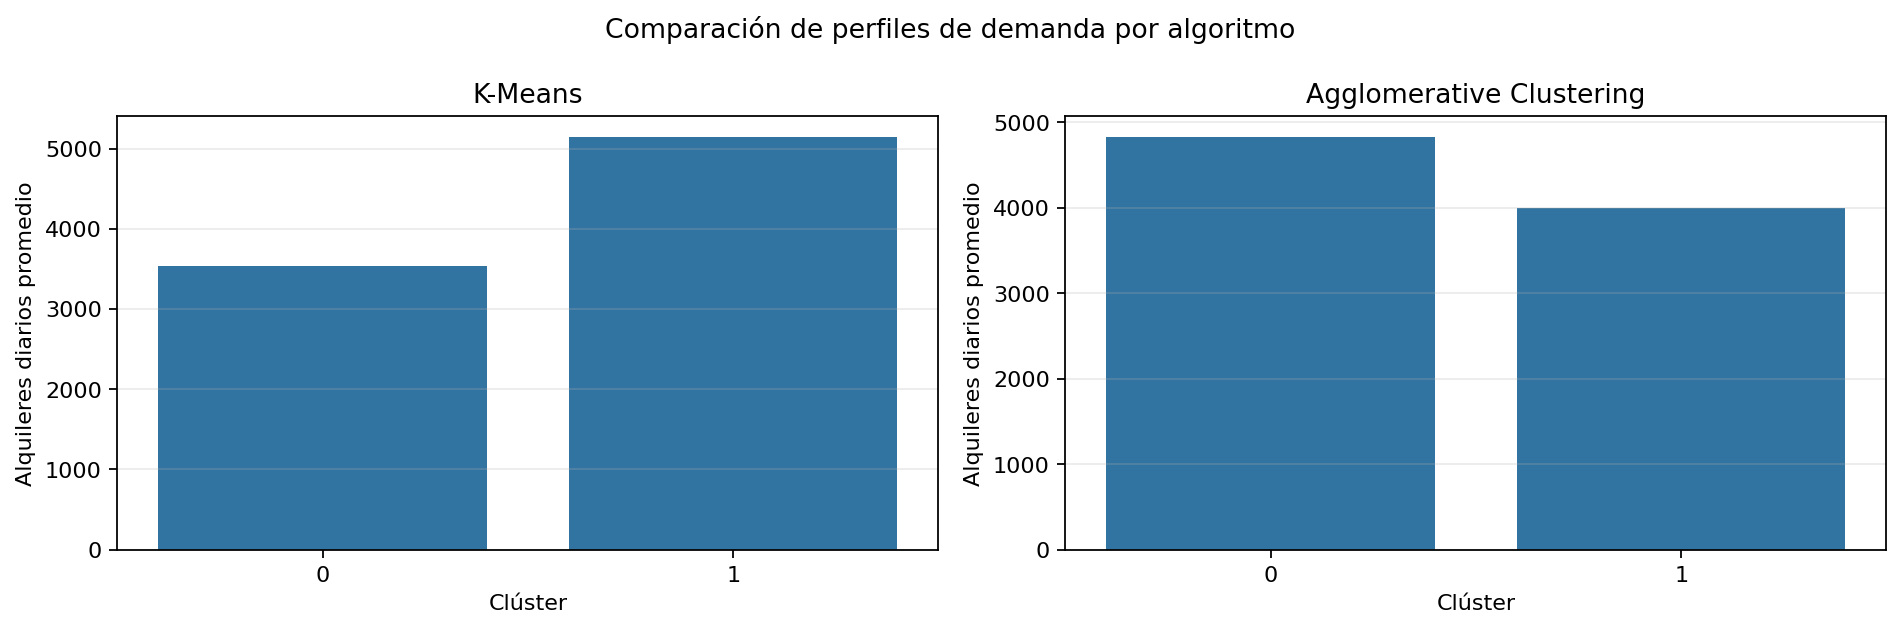 Comparación de perfiles de demanda por algoritmo
K-Means
Alquileres diarios promedio
5000
4000
3000
2000
1000
0
0
1
Clúster
Agglomerative Clustering
Alquileres diarios promedio
5000
4000
3000
2000
1000
0
0
1
Clúster